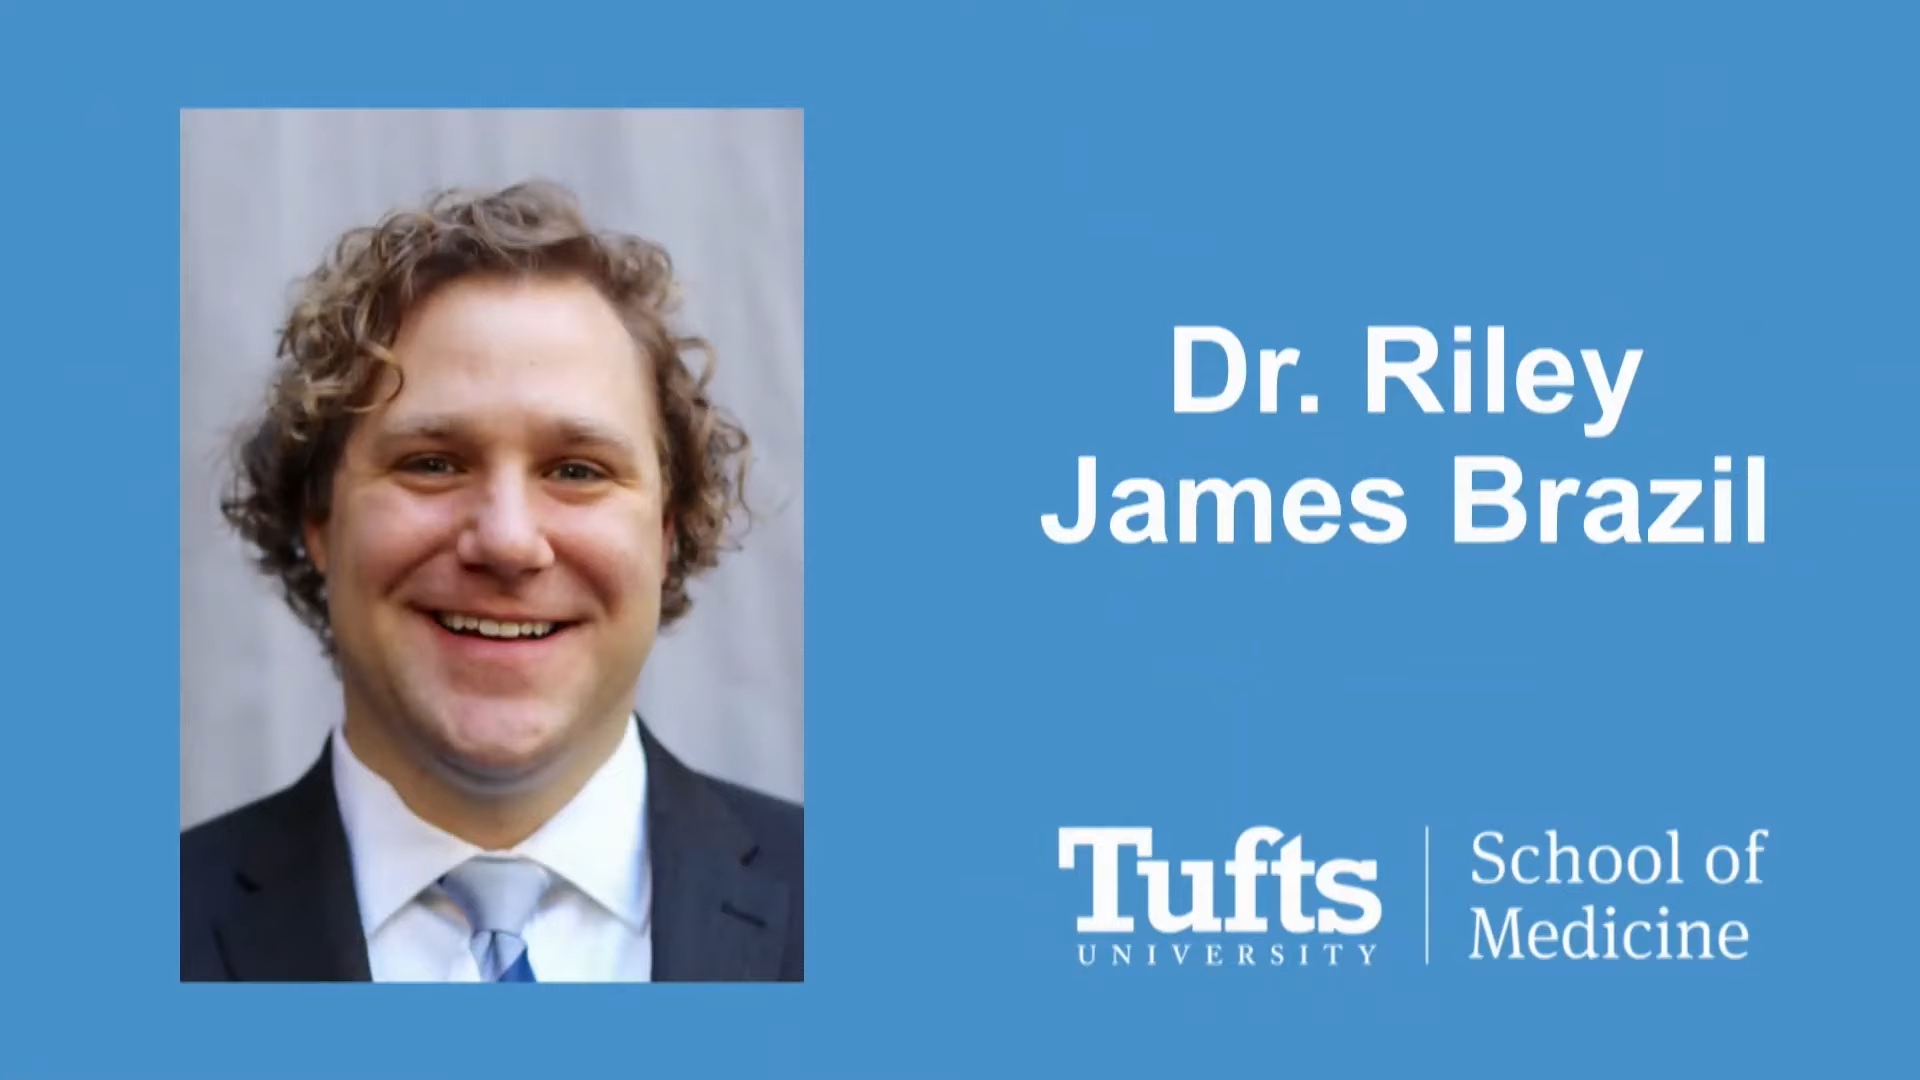 Dr. Riley
James Brazil
Tufts
UNIVERSITY
School of
Medicine